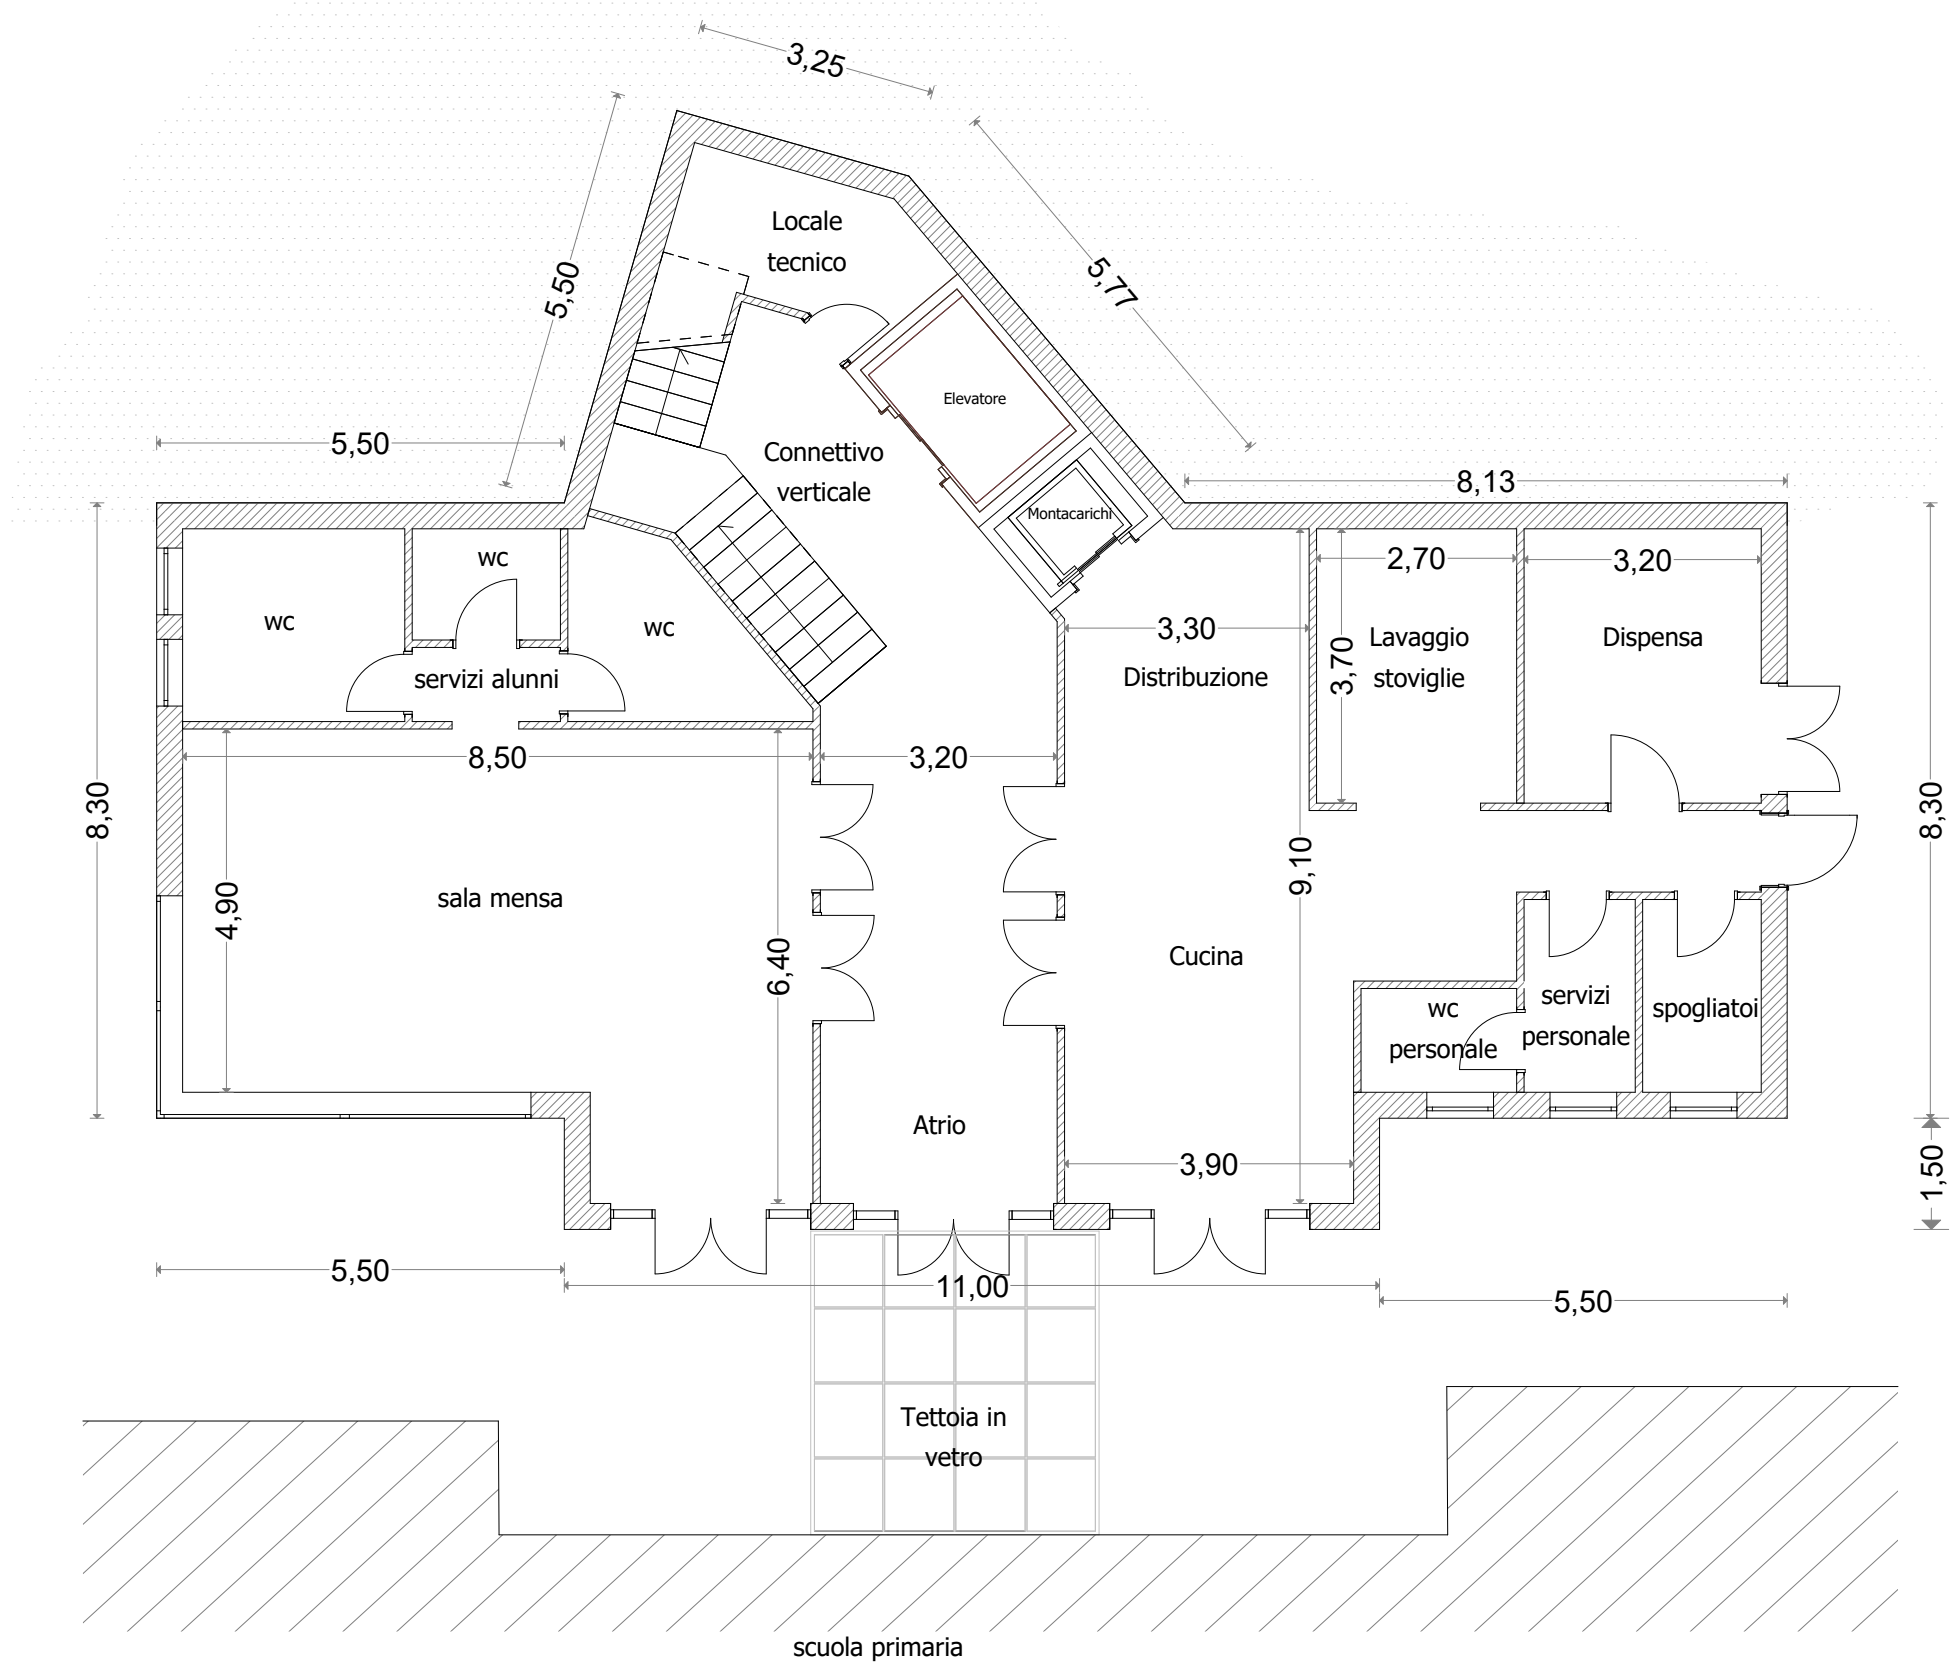 3,25
5,50
Locale
tecnico
5,77
Elevatore
5,50
Connettivo
verticale
8,13
Montacarichi
wc
2,70
3,20
wc
wc
3,30
Lavaggio
stoviglie
Dispensa
3,70
servizi alunni
Distribuzione
8,50
3,20
8,30
8,30
9,10
sala mensa
4,90
6,40
Cucina
wc
personale
servizi
personale
spogliatoi
Atrio
3,90
1,50
5,50
11,00
5,50
Tettoia in
vetro
scuola primaria